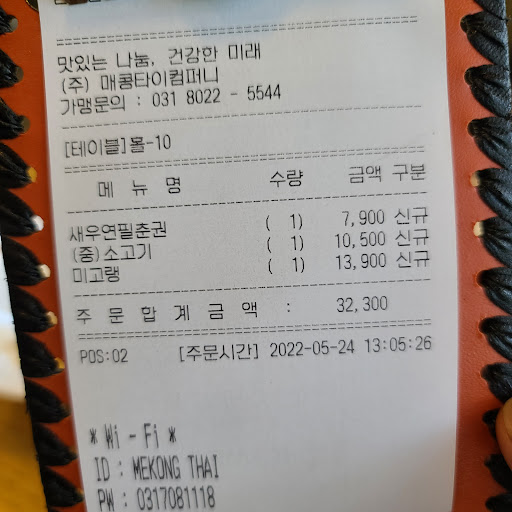 맛있는 나눔, 건강한 미래
(주) 매콩타이컴퍼니
가맹문의 : 031 8022 - 5544
[테이블]홀-10
메 뉴 명 수량 금액 구분
새우연필춘권 ( 1) 7,900 신규
(중)소고기 ( 1) 10,500 신규
미고랭 ( 1) 13,900 신규
주 문 합 계 금 액 : 32,300
POS:02 [주문시간] 2022-05-24 13:05:26
* Wi - Fi *
ID : MEKONG THAI
PW : 0317081118